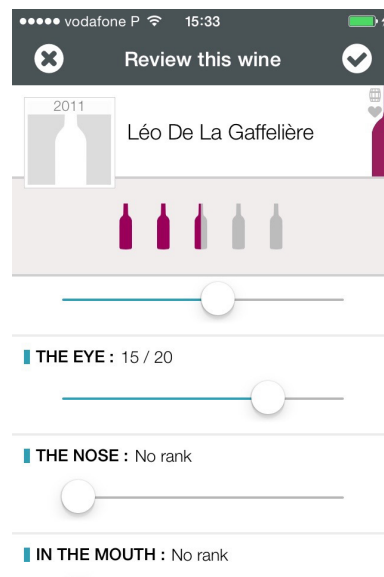 vodafone P 15:33
Review this wine
2011
Léo De La Gaffelière
THE EYE : 15 / 20
THE NOSE : No rank
IN THE MOUTH : No rank